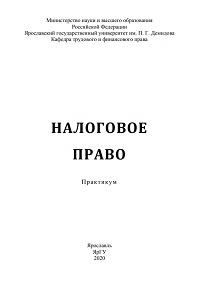 Министерство науки и высшего образования
Российской Федерации
Ярославский государственный университет им. П. Г. Демидова
Кафедра трудового и финансового права
НАЛОГОВОЕ
ПРАВО
Практикум
Ярославль
ЯрГУ
2020